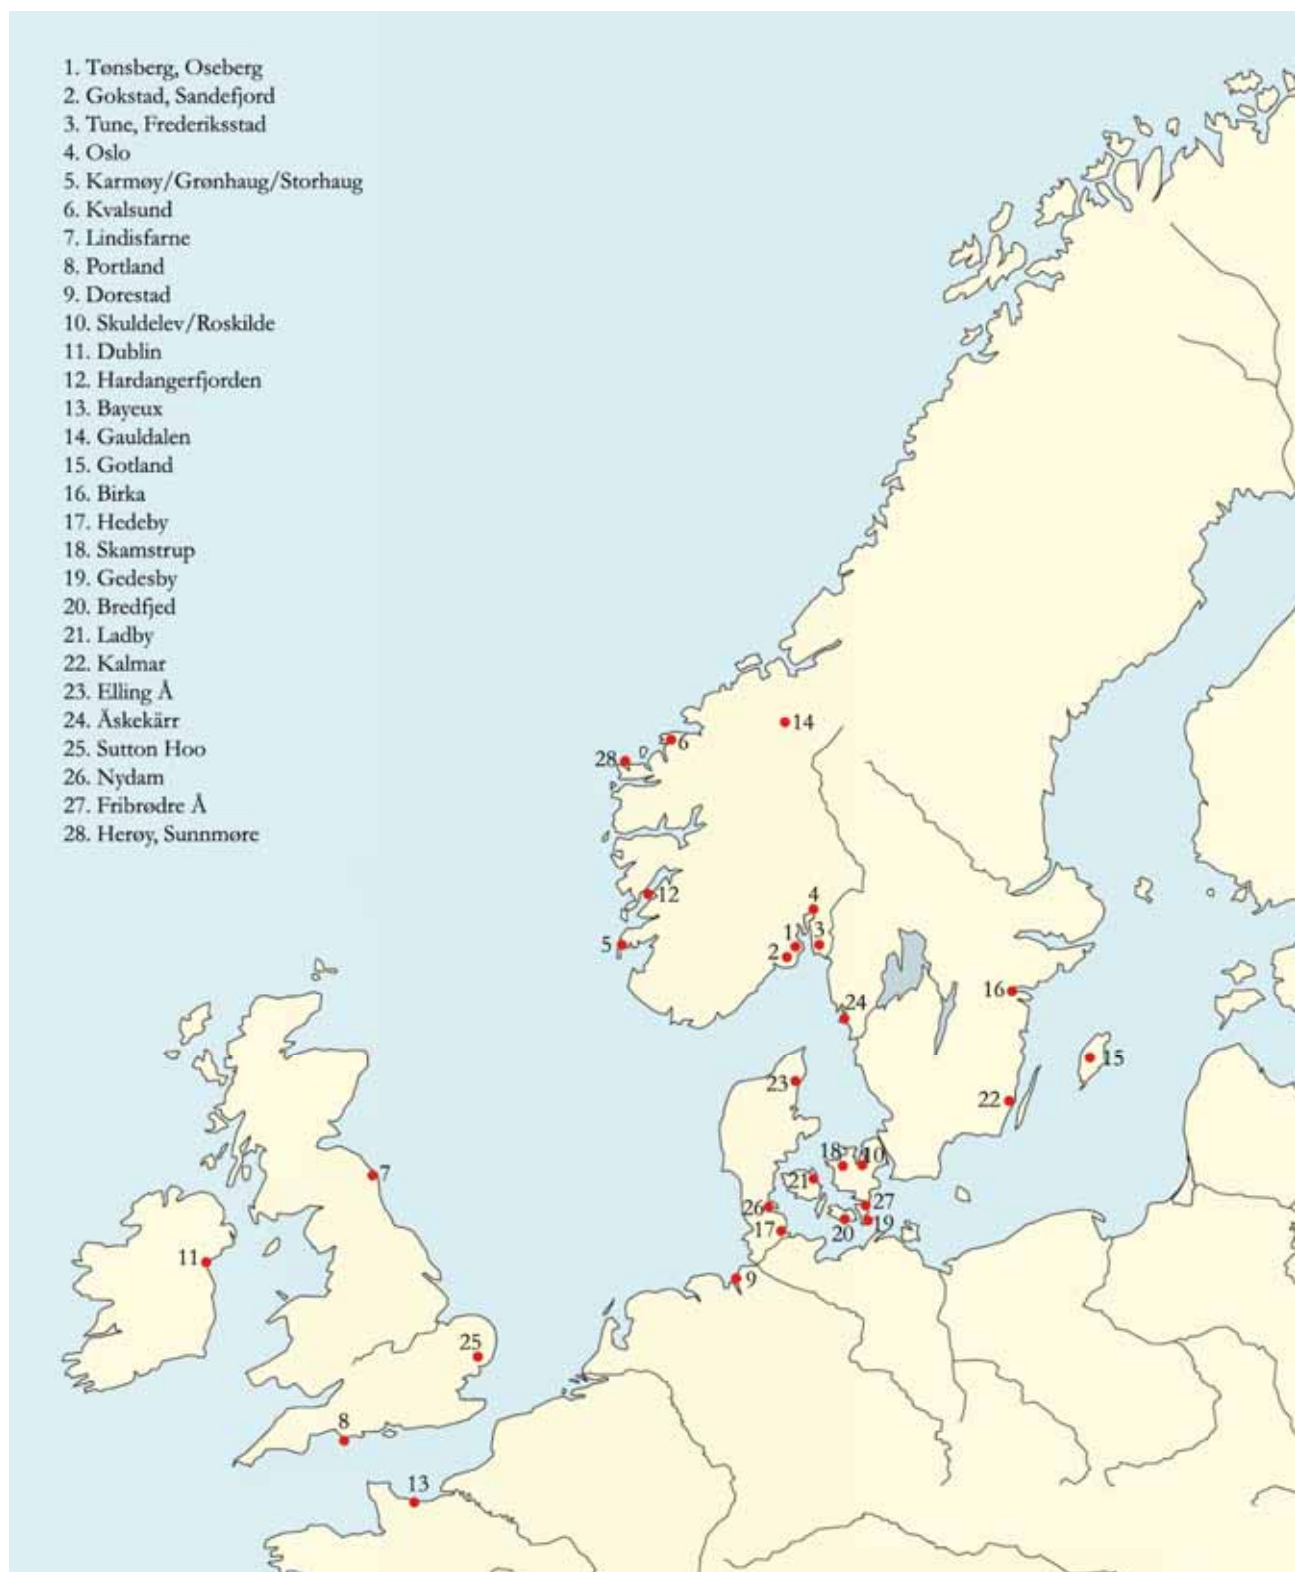 1. Tønsberg, Oseberg
2. Gokstad, Sandefjord
3. Tune, Frederiksstad
4. Oslo
5. Karmøy/Grønhaug/Storhaug
6. Kvalsund
7. Lindisfarne
8. Portland
9. Dorestad
10. Skuldelev/Roskilde
11. Dublin
12. Hardangerfjorden
13. Bayeux
14. Gauldalen
15. Gotland
16. Birka
17. Hedeby
18. Skamstrup
19. Gedesby
20. Bredfjed
21. Ladby
22. Kalmar
23. Elling Å
24. Äskekärr
25. Sutton Hoo
26. Nydam
27. Fribrødre Å
28. Herøy, Sunnmøre
14
6
28
12
4
5
1
3
2
16
24
15
23
22
18
10
7
21
26
27
20
19
17
11
9
25
8
13